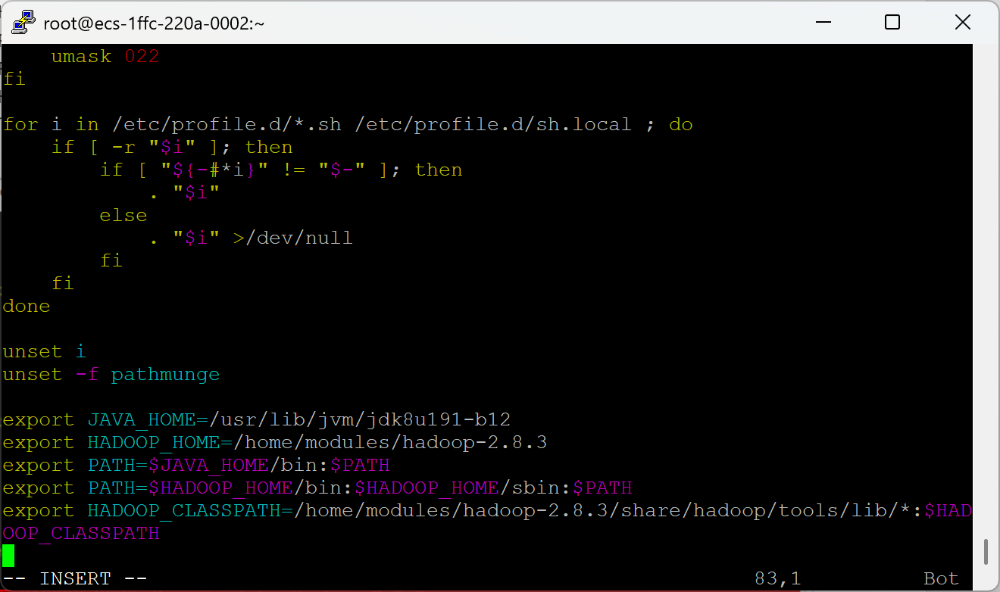 root@ecs-1ffc-220a-0002:~
    umask 022
fi

for i in /etc/profile.d/*.sh /etc/profile.d/sh.local ; do
    if [ -r "$i" ]; then
        if [ "${-#*i}" != "$-" ]; then
            . "$i"
        else
            . "$i" >/dev/null
        fi
    fi
done

unset i
unset -f pathmunge

export JAVA_HOME=/usr/lib/jvm/jdk8u191-b12
export HADOOP_HOME=/home/modules/hadoop-2.8.3
export PATH=$JAVA_HOME/bin:$PATH
export PATH=$HADOOP_HOME/bin:$HADOOP_HOME/sbin:$PATH
export HADOOP_CLASSPATH=/home/modules/hadoop-2.8.3/share/hadoop/tools/lib/*:$HAD
OOP_CLASSPATH

-- INSERT -- 83,1 Bot